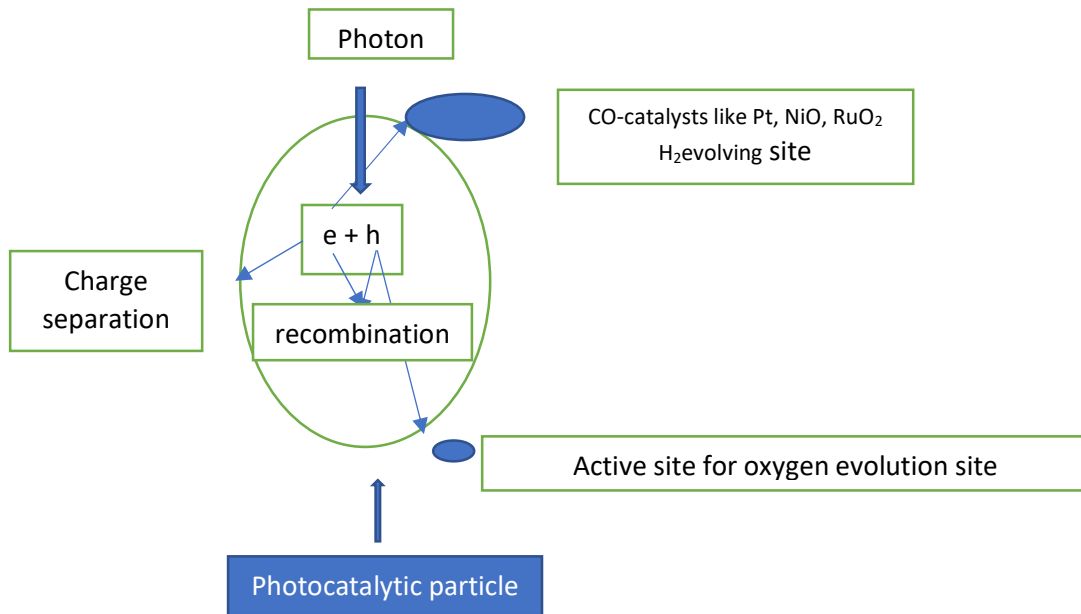 Photon
CO-catalysts like Pt, NiO, RuO₂
H₂evolving site
e + h
Charge
separation
recombination
Active site for oxygen evolution site
Photocatalytic particle